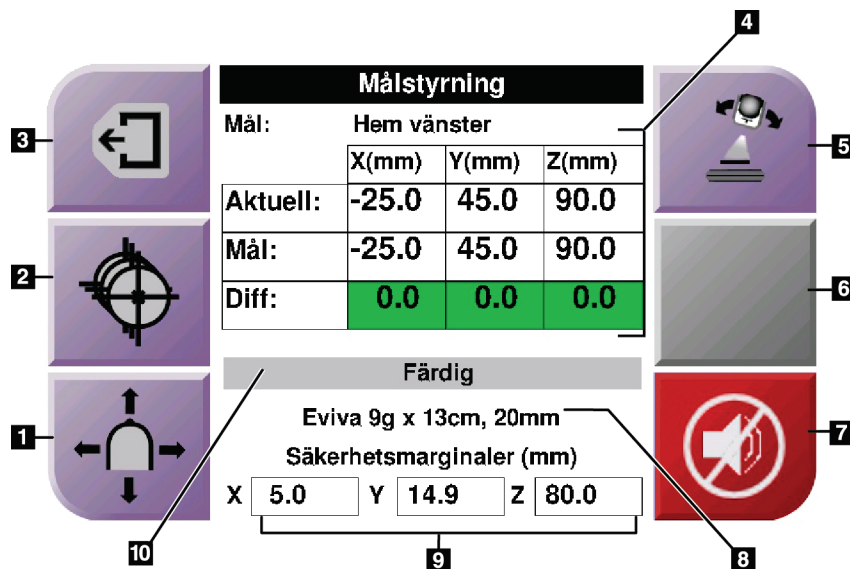 4
Målstyrning
3
Mål: Hem vänster
5
X(mm) Y(mm) Z(mm)
Aktuell: -25.0 45.0 90.0
Mål: -25.0 45.0 90.0
2
6
Diff: 0.0 0.0 0.0
Färdig
Eviva 9g x 13cm, 20mm
1
7
Säkerhetsmarginaler (mm)
X 5.0 Y 14.9 Z 80.0
10
9
8